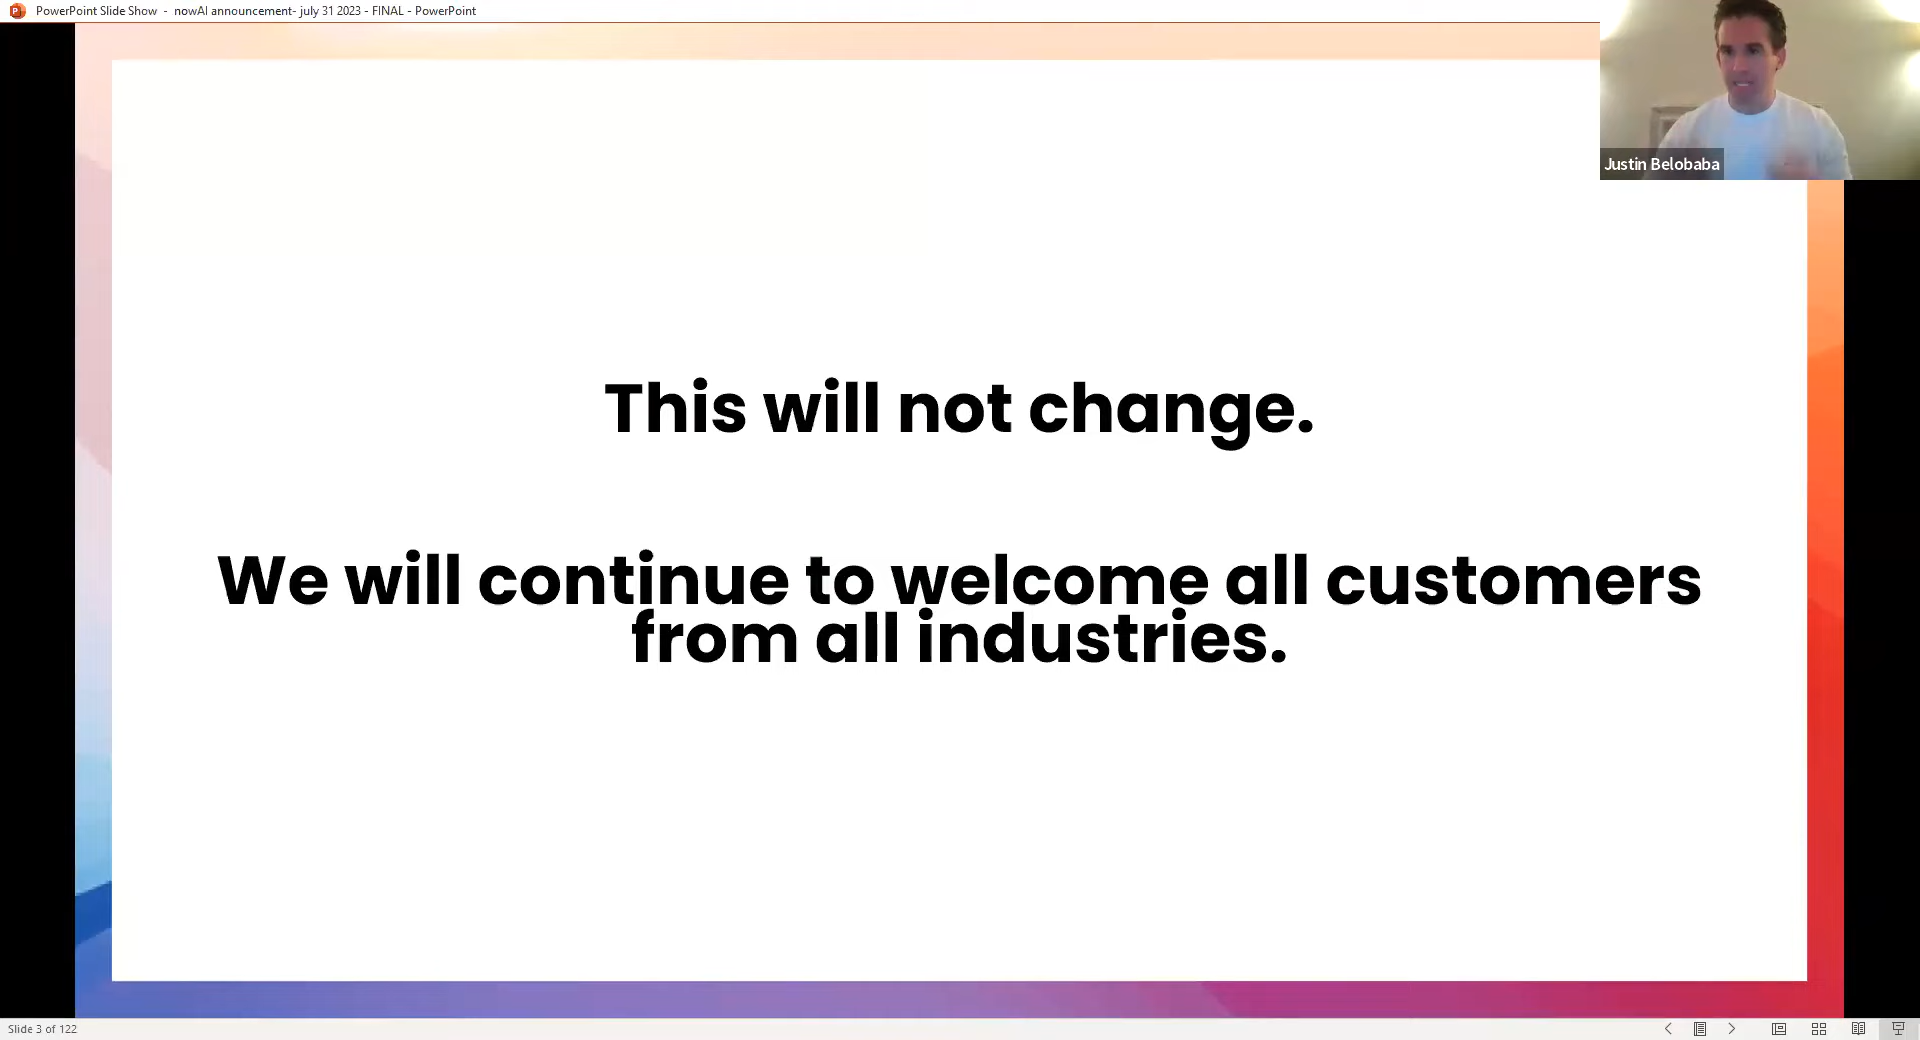 PowerPoint Slide Show - nowAI announcement- july 31 2023 - FINAL - PowerPoint
Justin Belobaba
This will not change.
We will continue to welcome all customers
from all industries.
Slide 3 of 122